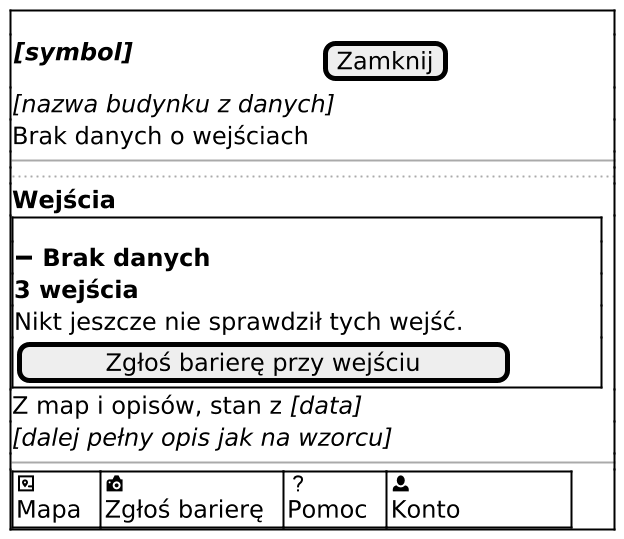 [symbol]
Zamknij
[nazwa budynku z danych]
Brak danych o wejściach
Wejścia
– Brak danych
3 wejścia
Nikt jeszcze nie sprawdził tych wejść.
Zgłoś barierę przy wejściu
Z map i opisów, stan z [data]
[dalej pełny opis jak na wzorcu]
Mapa
Zgłoś barierę
?
Pomoc
Konto